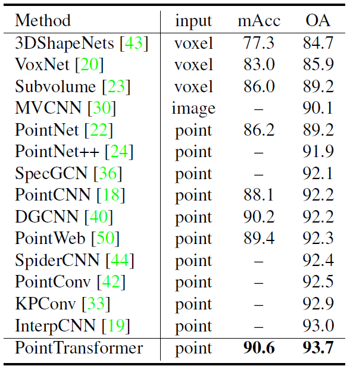 Method input mAcc OA
3DShapeNets [43] voxel 77.3 84.7
VoxNet [20] voxel 83.0 85.9
Subvolume [23] voxel 86.0 89.2
MVCNN [30] image – 90.1
PointNet [22] point 86.2 89.2
PointNet++ [24] point – 91.9
SpecGCN [36] point – 92.1
PointCNN [18] point 88.1 92.2
DGCNN [40] point 90.2 92.2
PointWeb [50] point 89.4 92.3
SpiderCNN [44] point – 92.4
PointConv [42] point – 92.5
KPConv [33] point – 92.9
InterpCNN [19] point – 93.0
PointTransformer point 90.6 93.7